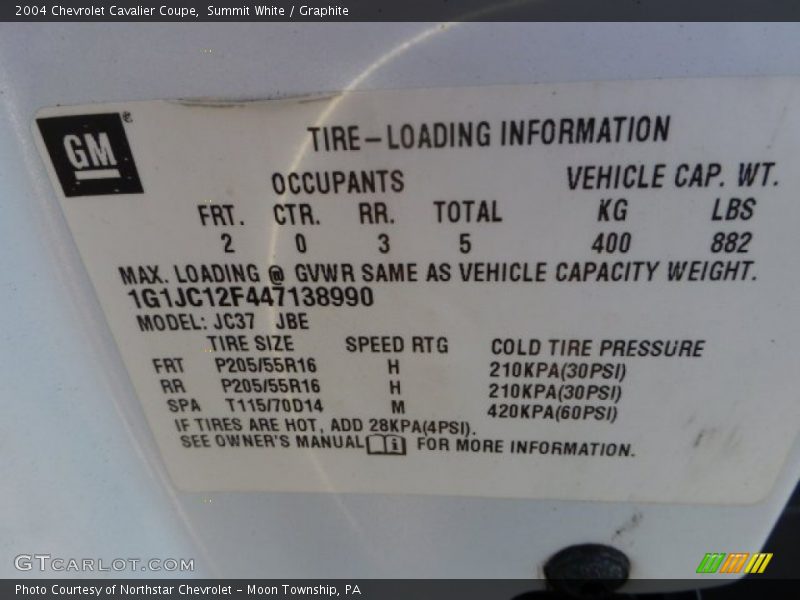 2004 Chevrolet Cavalier Coupe,  Summit White / Graphite
GM ®
TIRE-LOADING INFORMATION
OCCUPANTS VEHICLE CAP. WT.
FRT. CTR. RR. TOTAL KG LBS
2 0 3 5 400 882
MAX. LOADING @ GVWR SAME AS VEHICLE CAPACITY WEIGHT.
1G1JC12F447138990
MODEL: JC37 JBE
TIRE SIZE SPEED RTG COLD TIRE PRESSURE
FRT P205/55R16 H 210KPA(30PSI)
RR P205/55R16 H 210KPA(30PSI)
SPA T115/70D14 M 420KPA(60PSI)
IF TIRES ARE HOT, ADD 28KPA(4PSI).
SEE OWNER'S MANUAL i FOR MORE INFORMATION.
GTCARLOT.COM
Photo Courtesy of Northstar Chevrolet - Moon Township, PA